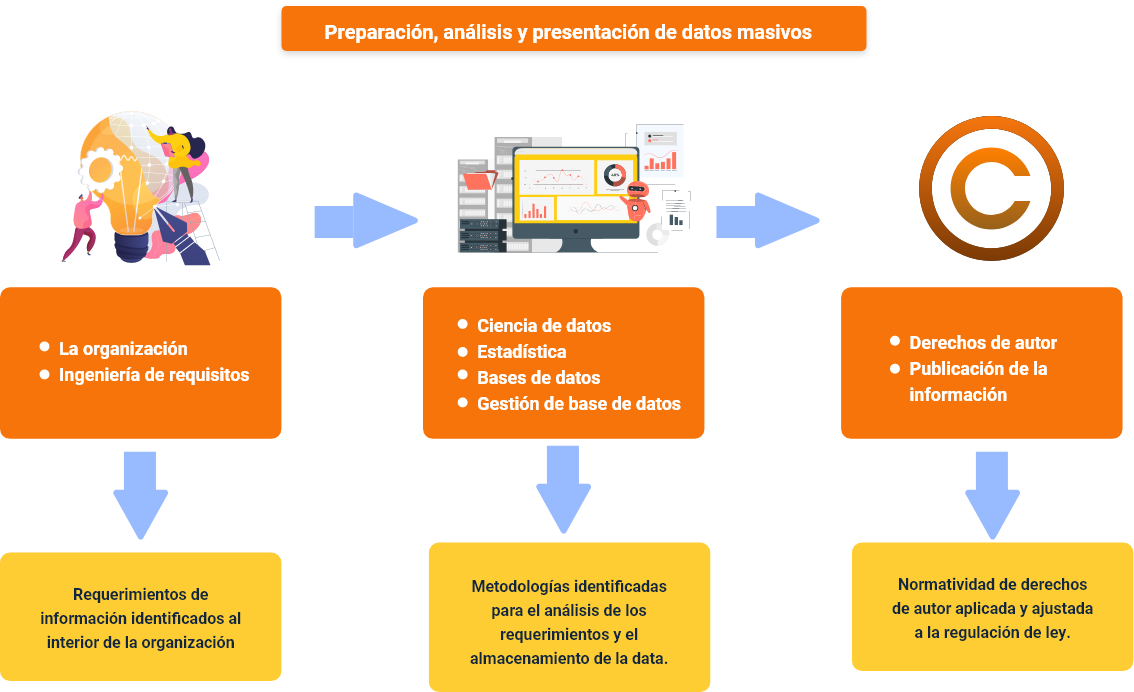 Preparación, análisis y presentación de datos masivos
La organización
Ingeniería de requisitos
Ciencia de datos
Estadística
Bases de datos
Gestión de base de datos
Derechos de autor
Publicación de la
información
Requerimientos de
información identificados al
interior de la organización
Metodologías identificadas
para el análisis de los
requerimientos y el
almacenamiento de la data.
Normatividad de derechos
de autor aplicada y ajustada
a la regulación de ley.